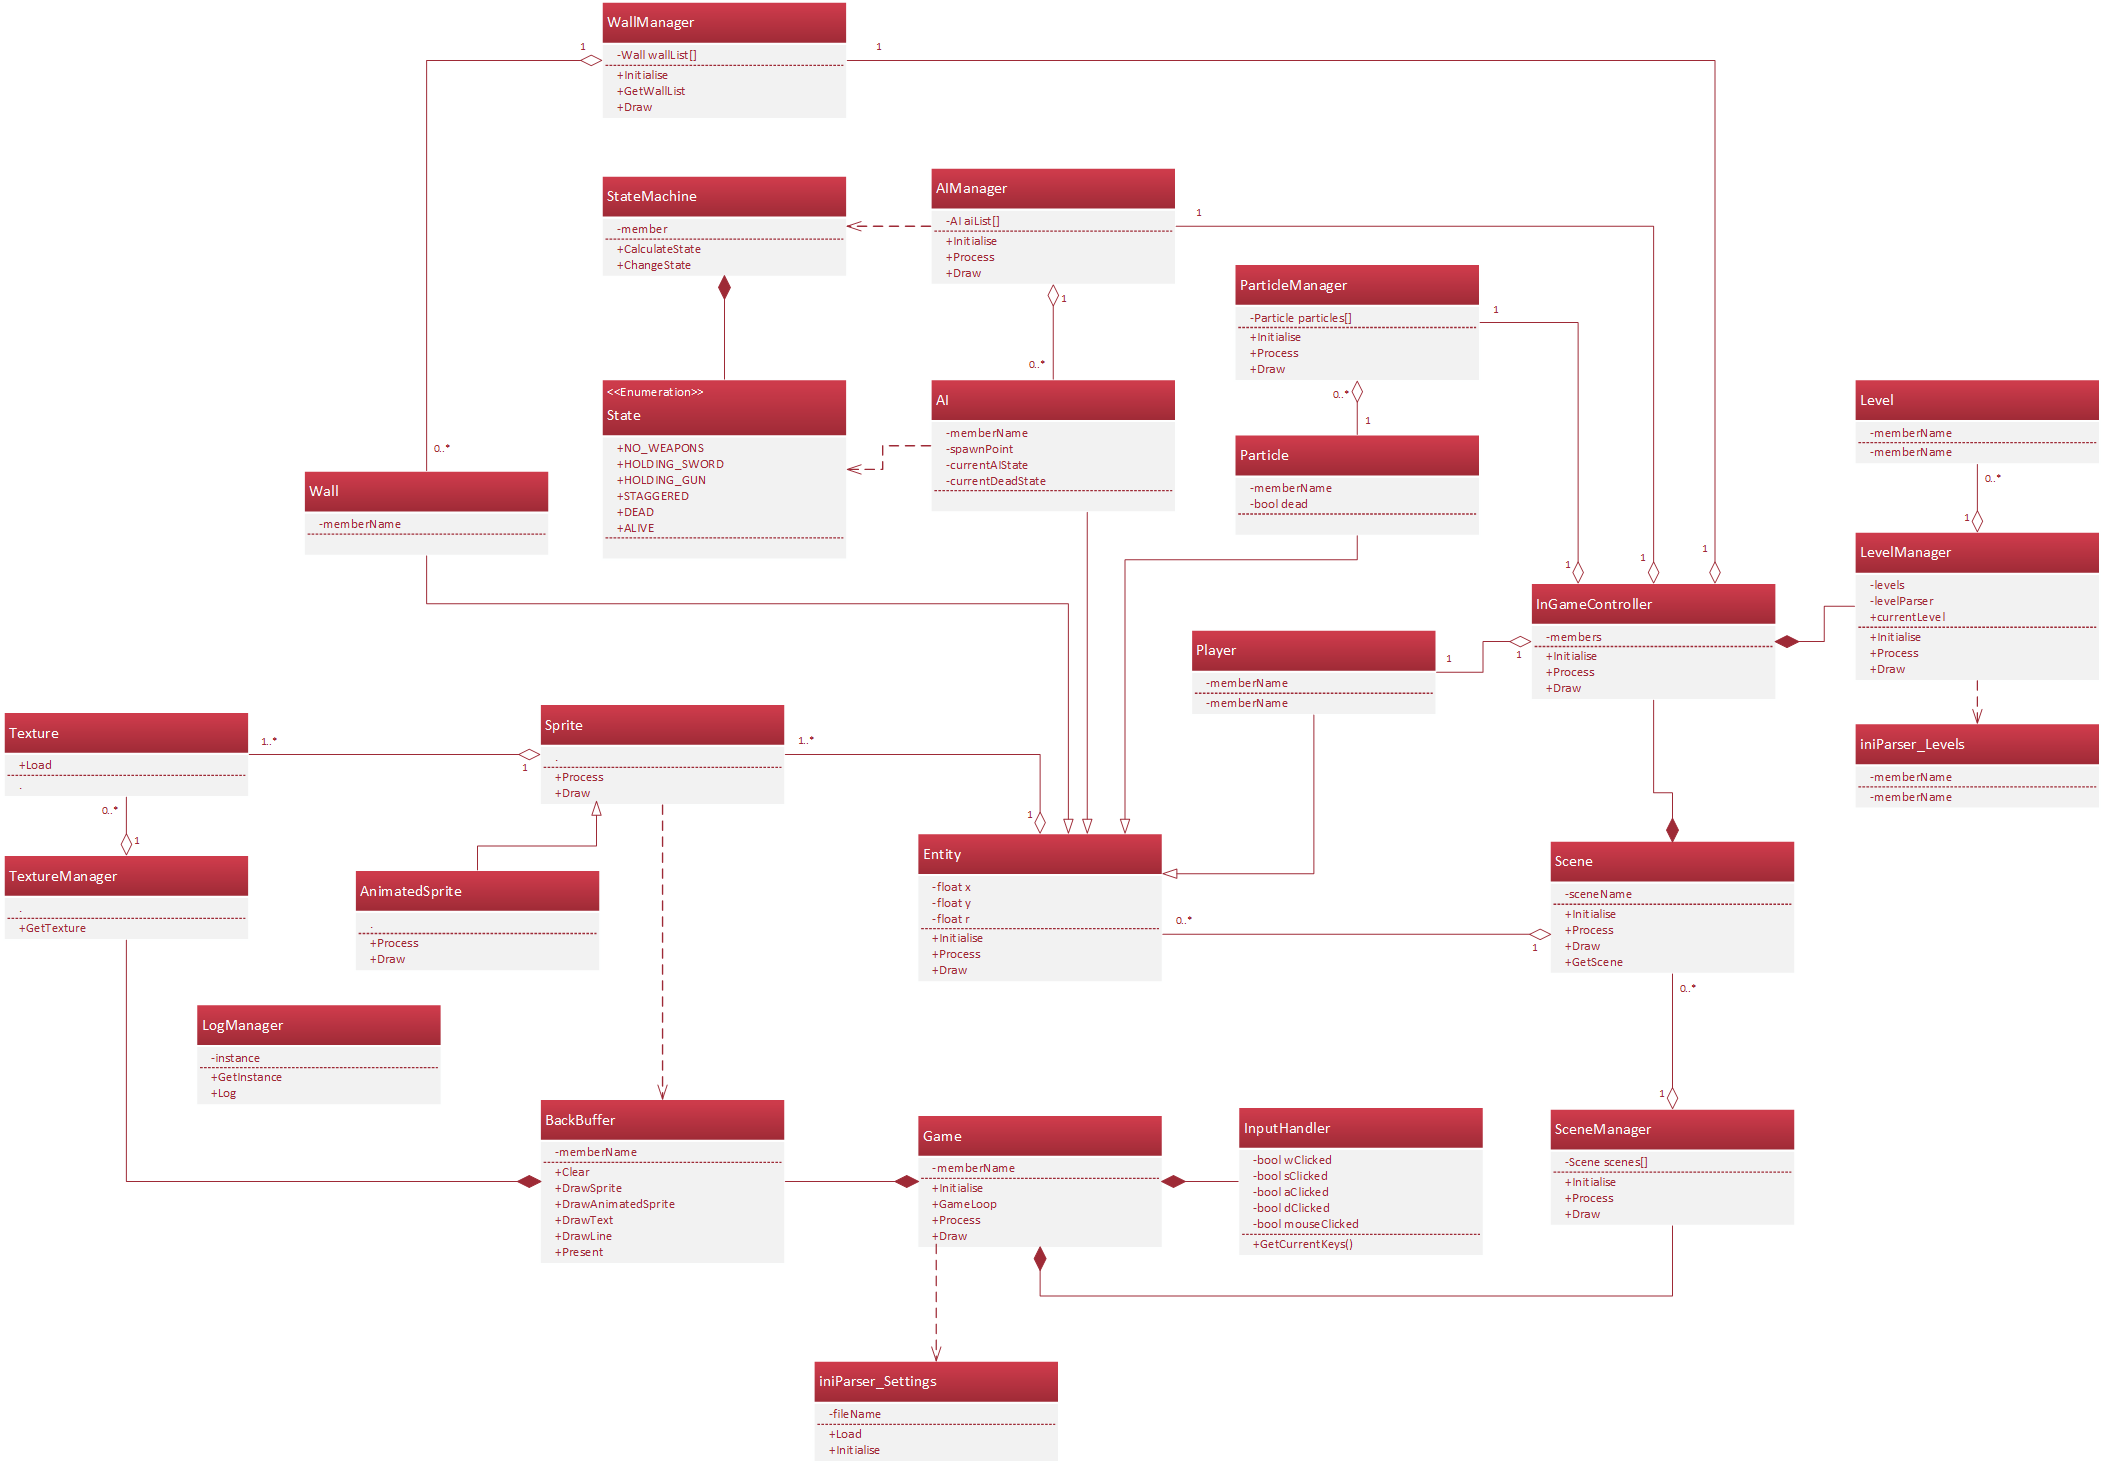 WallManager
-Wall wallList[]
+Initialise
+GetWallList
+Draw
1
1
0..*
StateMachine
-member
+CalculateState
+ChangeState
AIManager
-AI aiList[]
+Initialise
+Process
+Draw
1
1
0..*
ParticleManager
-Particle particles[]
+Initialise
+Process
+Draw
1
0..*
1
<<Enumeration>>
State
+NO_WEAPONS
+HOLDING_SWORD
+HOLDING_GUN
+STAGGERED
+DEAD
+ALIVE
AI
-memberName
-spawnPoint
-currentAIState
-currentDeadState
Particle
-memberName
-bool dead
Level
-memberName
-memberName
0..*
1
Wall
-memberName
LevelManager
-levels
-levelParser
+currentLevel
+Initialise
+Process
+Draw
1
1
1
InGameController
-members
+Initialise
+Process
+Draw
Player
-memberName
-memberName
1
1
Texture
+Load
.
1..*
1
0..*
1
Sprite
.
+Process
+Draw
1..*
1
iniParser_Levels
-memberName
-memberName
TextureManager
.
+GetTexture
AnimatedSprite
.
+Process
+Draw
Entity
-float x
-float y
-float r
+Initialise
+Process
+Draw
0..*
1
Scene
-sceneName
+Initialise
+Process
+Draw
+GetScene
0..*
1
LogManager
-instance
+GetInstance
+Log
BackBuffer
-memberName
+Clear
+DrawSprite
+DrawAnimatedSprite
+DrawText
+DrawLine
+Present
Game
-memberName
+Initialise
+GameLoop
+Process
+Draw
InputHandler
-bool wClicked
-bool sClicked
-bool aClicked
-bool dClicked
-bool mouseClicked
+GetCurrentKeys()
SceneManager
-Scene scenes[]
+Initialise
+Process
+Draw
iniParser_Settings
-fileName
+Load
+Initialise